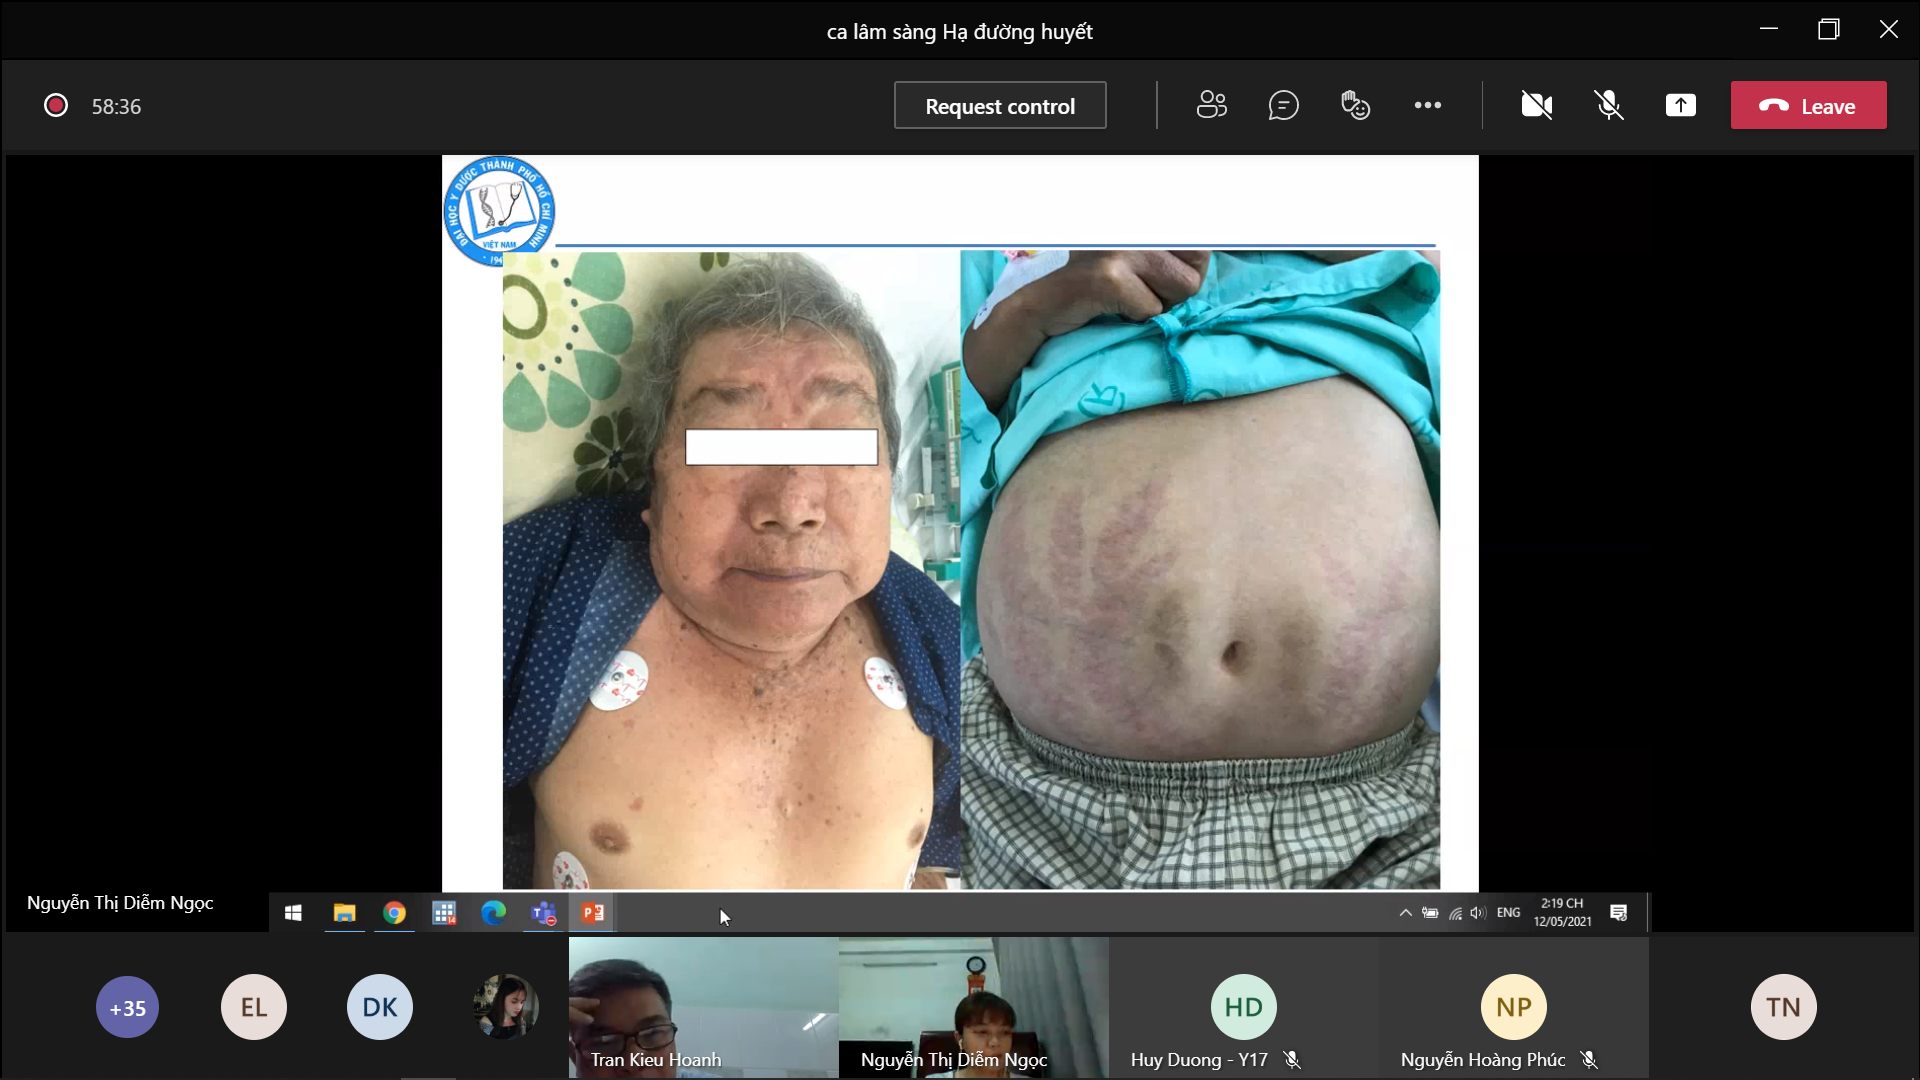 ca lâm sàng Hạ đường huyết
58:36
Request control
Leave
ĐẠI HỌC Y DƯỢC THÀNH PHỐ HỒ CHÍ MINH
VIỆT NAM
Nguyễn Thị Diễm Ngọc
14
ENG
2:19 CH
12/05/2021
+35
EL
DK
HD
NP
TN
Tran Kieu Hoanh
Nguyễn Thị Diễm Ngọc
Huy Duong - Y17
Nguyễn Hoàng Phúc